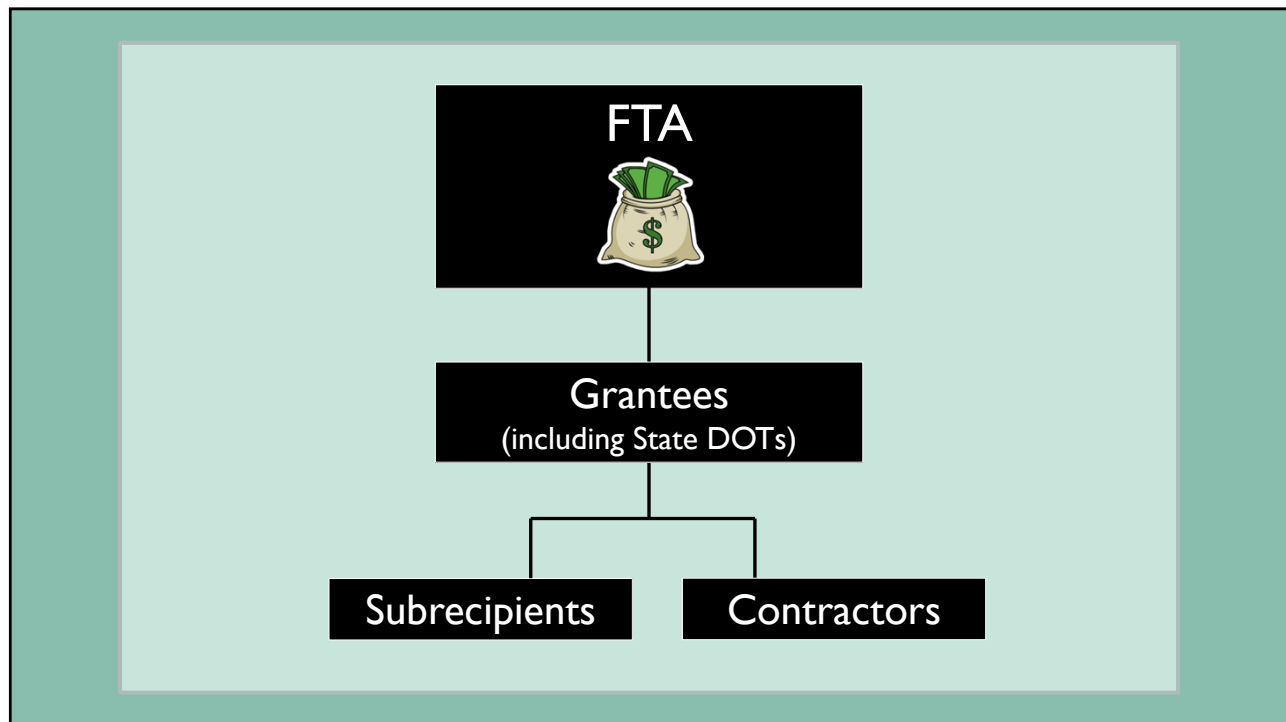 FTA
$
Grantees
(including State DOTs)
Subrecipients
Contractors